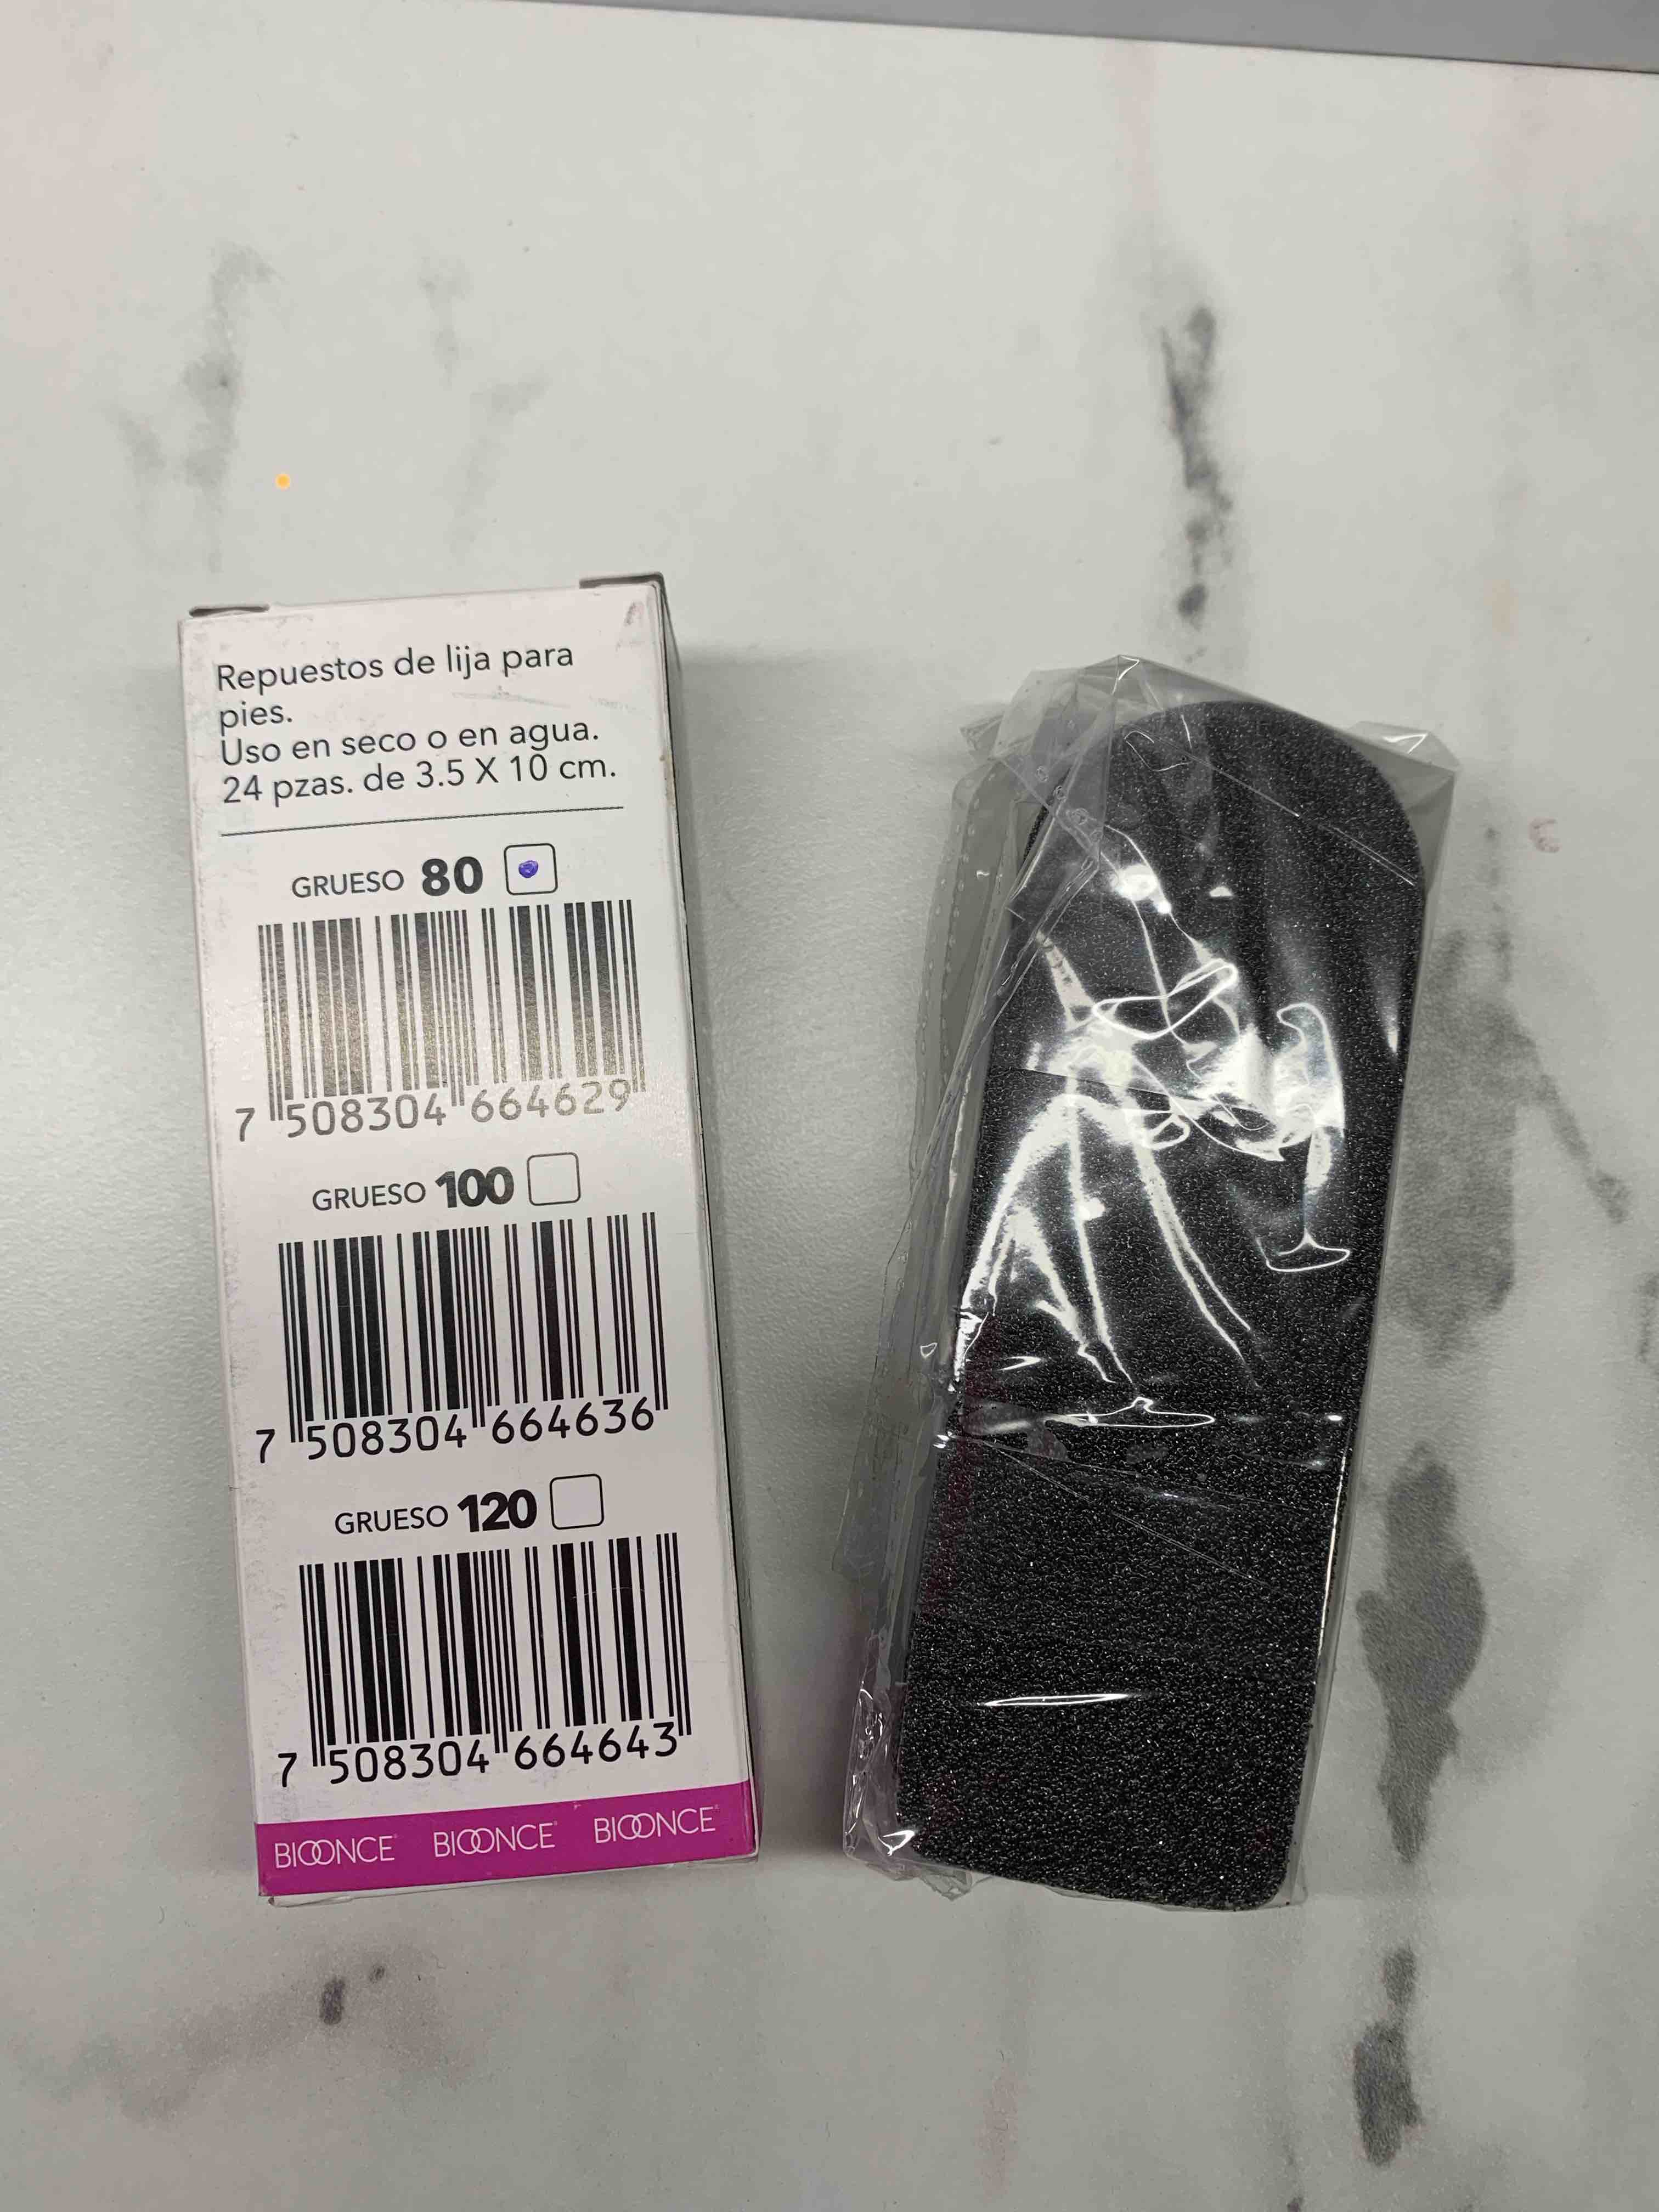 Repuestos de lija para
pies.
Uso en seco o en agua.
24 pzas. de 3.5 X 10 cm.
GRUESO 80
7 508304 664629
GRUESO 100
7 508304 664636
GRUESO 120
7 508304 664643
BIOONCE BIOONCE BIOONCE